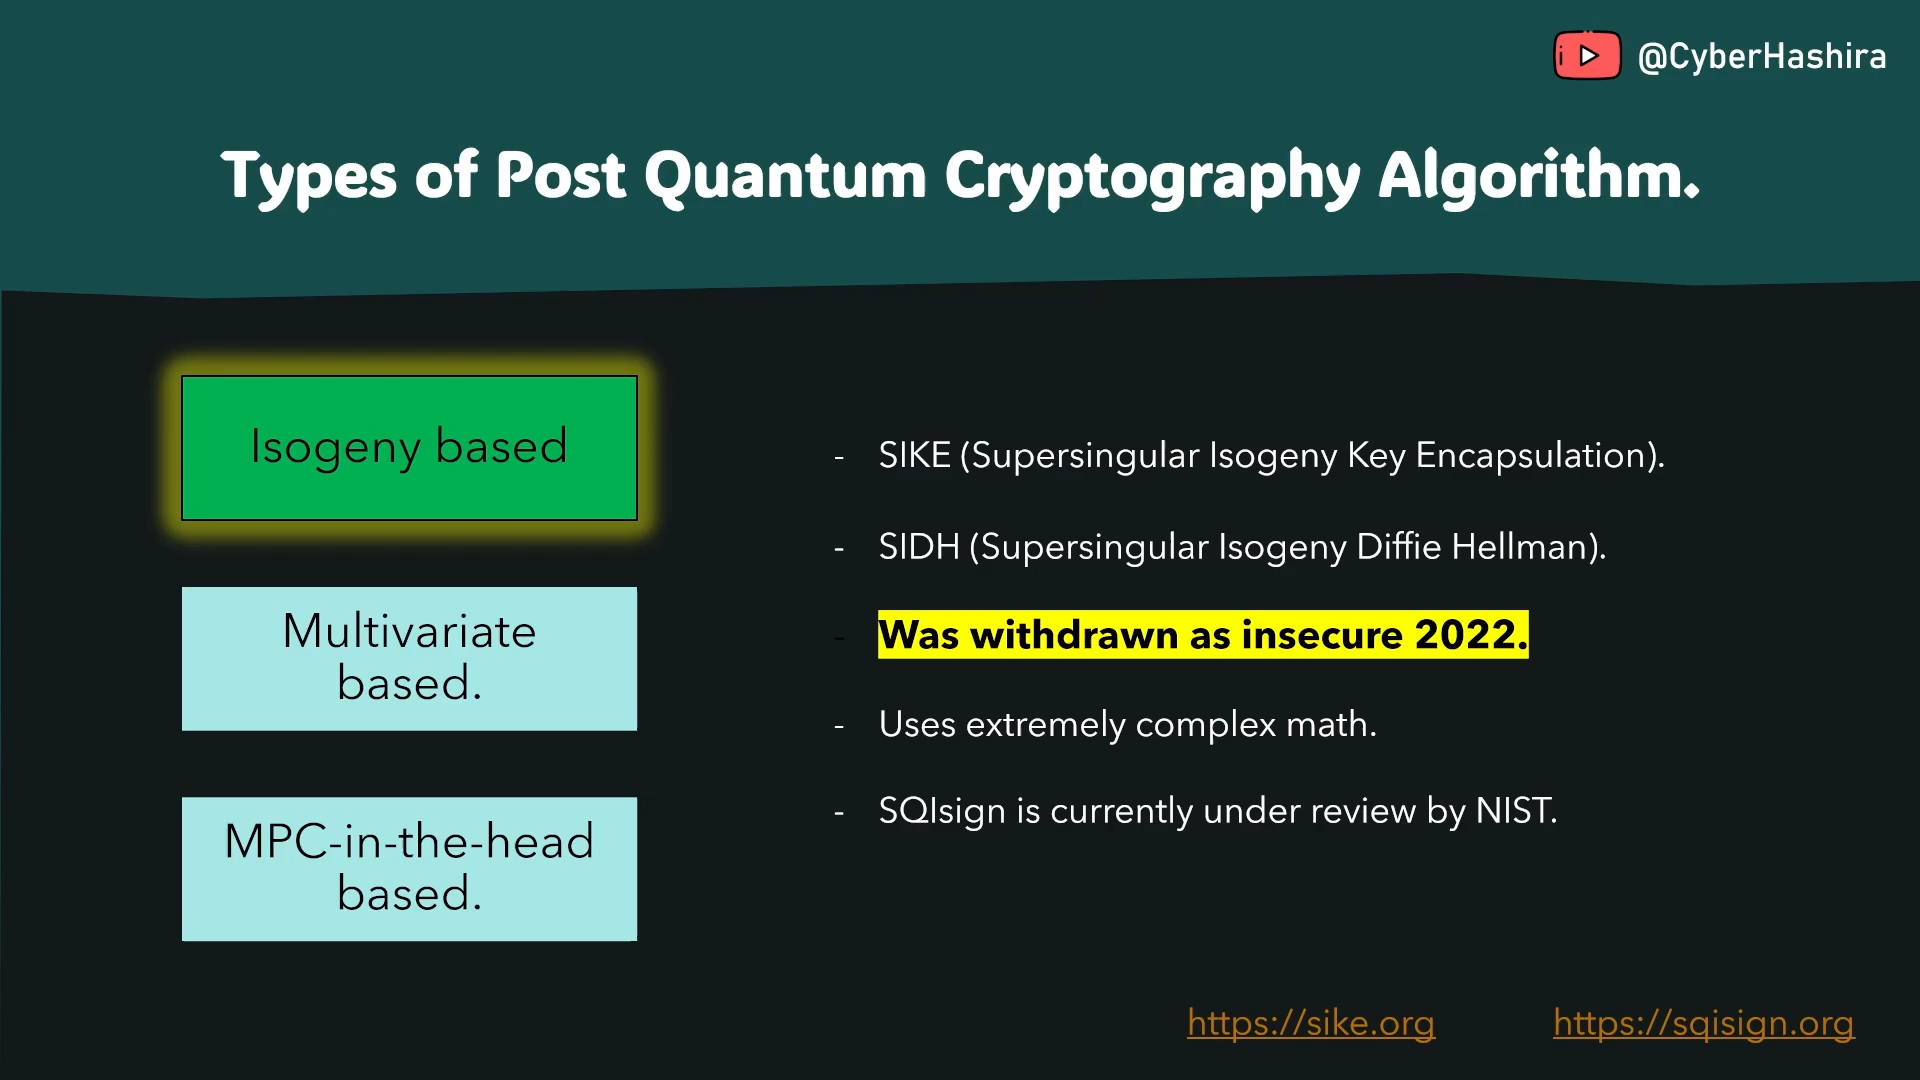 @CyberHashira
Types of Post Quantum Cryptography Algorithm.
Isogeny based
Multivariate
based.
MPC-in-the-head
based.
- SIKE (Supersingular Isogeny Key Encapsulation).
- SIDH (Supersingular Isogeny Diffie Hellman).
- Was withdrawn as insecure 2022.
- Uses extremely complex math.
- SQIsign is currently under review by NIST.
https://sike.org
https://sqisign.org